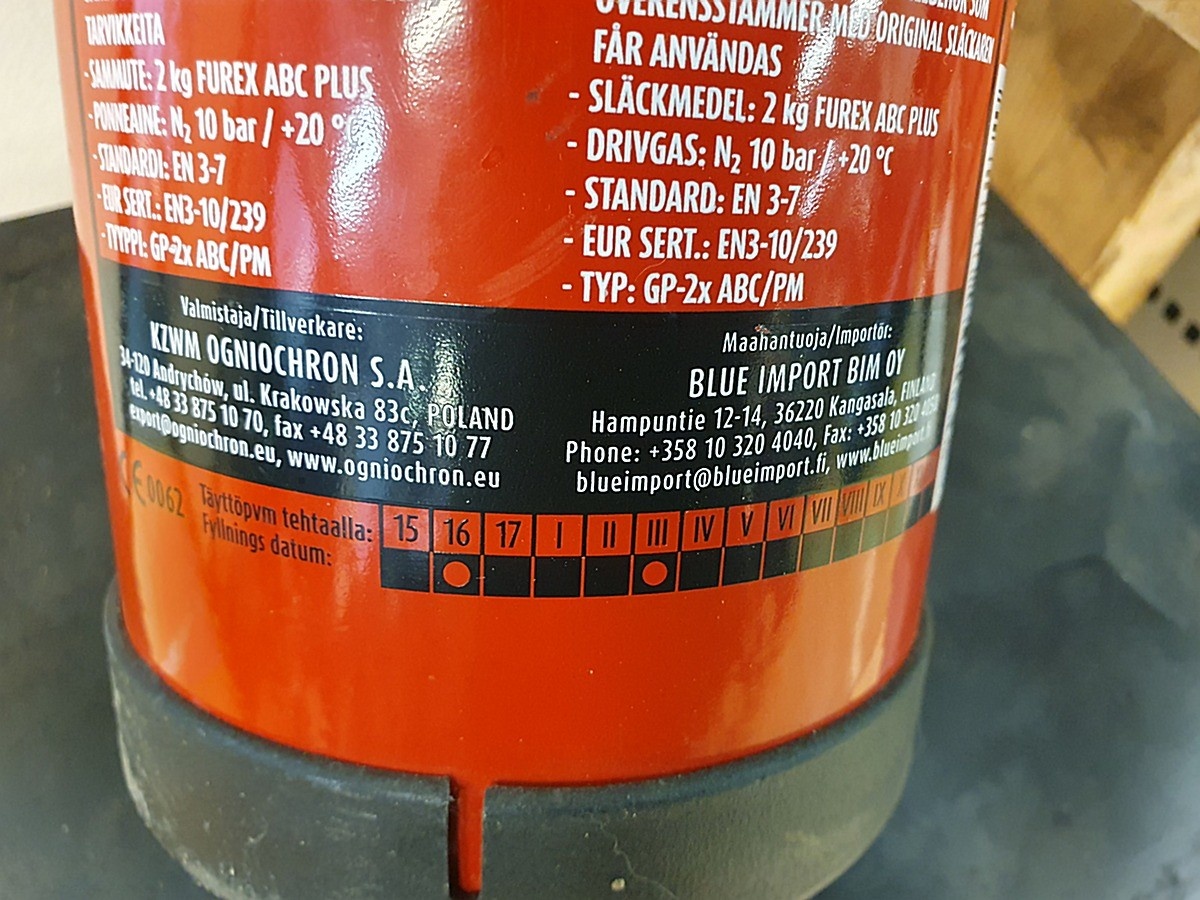 TARVIKKEITA
- SAMMUTE: 2 kg FUREX ABC PLUS
- PONNEAINE: N₂ 10 bar / +20 °
- STANDARDI: EN 3-7
- EUR SERT.: EN3-10/239
- TYYPPI: GP-2x ABC/PM
ÖVERENSSTÄMMER MED ORIGINAL SLÄCKAREN
FÅR ANVÄNDAS
- SLÄCKMEDEL: 2 kg FUREX ABC PLUS
- DRIVGAS: N₂ 10 bar / +20 °C
- STANDARD: EN 3-7
- EUR SERT.: EN3-10/239
- TYP: GP-2x ABC/PM
Valmistaja/Tillverkare:
KZWM OGNIOCHRON S.A.
34-120 Andrychów, ul. Krakowska 83c, POLAND
tel. +48 33 875 10 70, fax +48 33 875 10 77
export@ogniochron.eu, www.ogniochron.eu
Maahantuoja/Importör:
BLUE IMPORT BIM OY
Hampuntie 12-14, 36220 Kangasala, FINLAND
Phone: +358 10 320 4040, Fax: +358 10 320
blueimport@blueimport.fi, www.blueimport.
CE 0062
Täyttöpvm tehtaalla: 15 16 17 I II III IV V VI VII VIII IX X
Fyllnings datum: